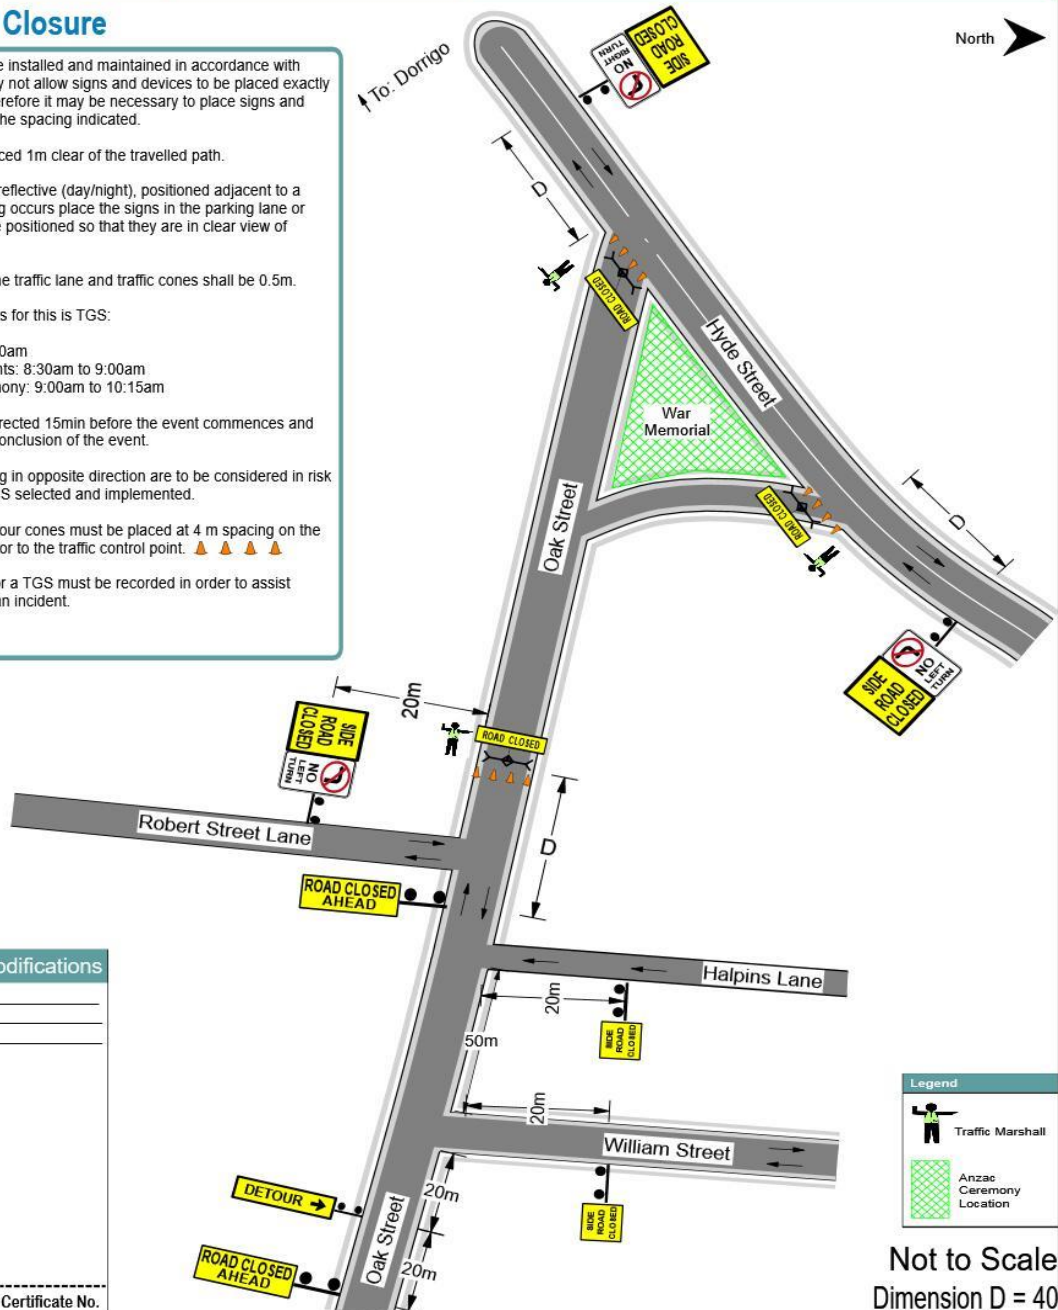 Closure
e installed and maintained in accordance with
y not allow signs and devices to be placed exactly
erefore it may be necessary to place signs and
he spacing indicated.
ced 1m clear of the travelled path.
reflective (day/night), positioned adjacent to a
g occurs place the signs in the parking lane or
e positioned so that they are in clear view of
he traffic lane and traffic cones shall be 0.5m.
s for this is TGS:
0am
nts: 8:30am to 9:00am
nony: 9:00am to 10:15am
rected 15min before the event commences and
onclusion of the event.
g in opposite direction are to be considered in risk
S selected and implemented.
our cones must be placed at 4 m spacing on the
or to the traffic control point.
or a TGS must be recorded in order to assist
n incident.
To: Dorrigo
North
NO
RIGHT
TURN
SIDE
ROAD
CLOSED
D
ROAD CLOSED
Hyde Street
War
Memorial
ROAD CLOSED
D
Oak Street
NO
LEFT
TURN
SIDE
ROAD
CLOSED
20m
ROAD CLOSED
SIDE
ROAD
CLOSED
NO
LEFT
TURN
Robert Street Lane
D
ROAD CLOSED
AHEAD
Halpins Lane
20m
SIDE
ROAD
CLOSED
50m
20m
William Street
SIDE
ROAD
CLOSED
DETOUR
20m
ROAD CLOSED
AHEAD
Oak Street
20m
odifications
Certificate No.
Legend
Traffic Marshall
Anzac
Ceremony
Location
Not to Scale
Dimension D = 40